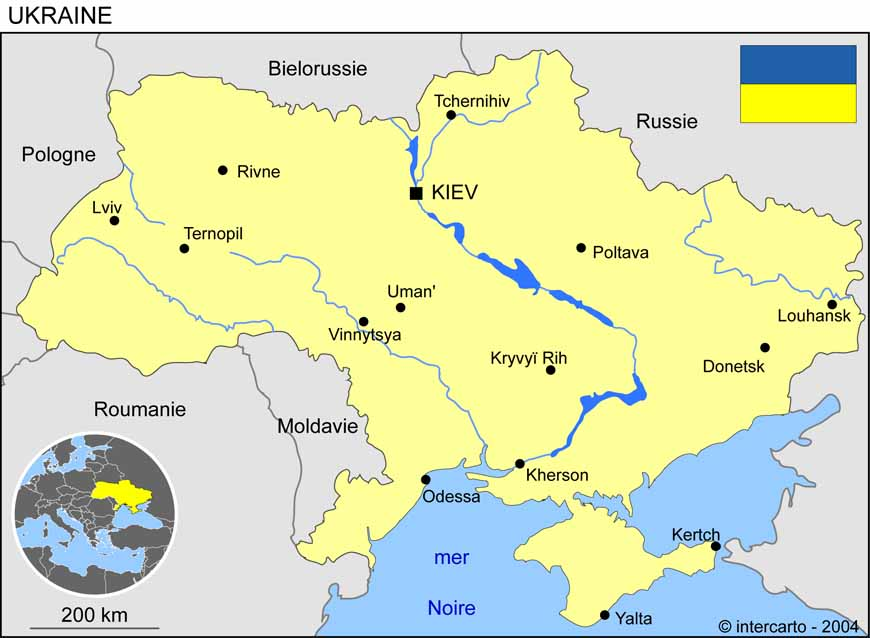 UKRAINE
Bielorussie
Tchernihiv
Russie
Pologne
Rivne
KIEV
Lviv
Ternopil
Poltava
Uman'
Louhansk
Vinnytsya
Kryvyï Rih
Donetsk
Roumanie
Moldavie
Kherson
Odessa
Kertch
mer
Noire
200 km
Yalta
© intercarto - 2004